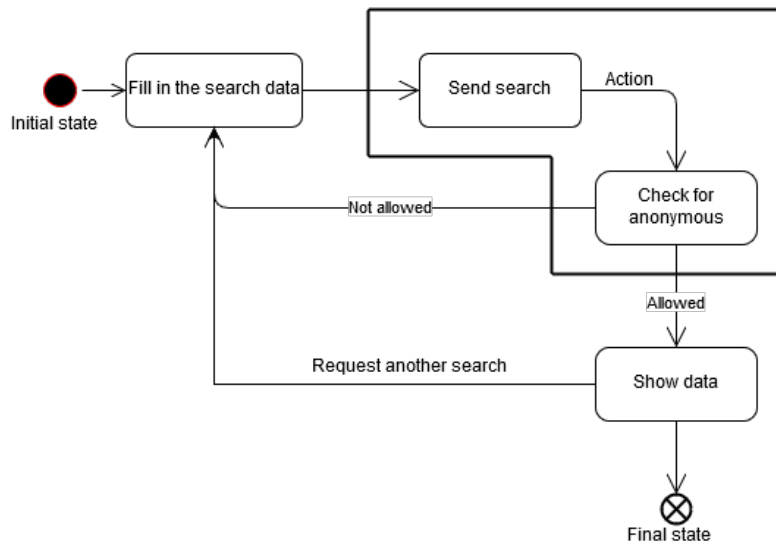 Fill in the search data
Send search
Action
Initial state
Check for
anonymous
Not allowed
Allowed
Request another search
Show data
Final state